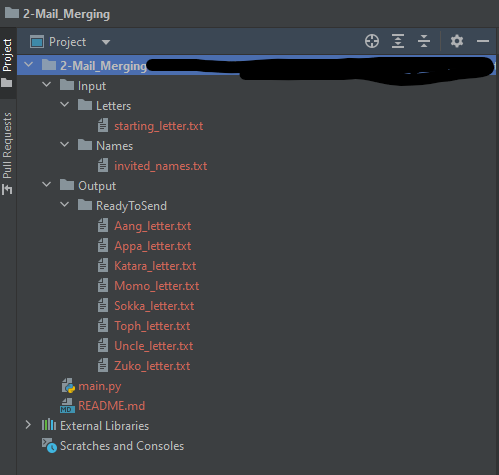 2-Mail_Merging
Project
Project
Pull Requests
2-Mail_Merging
Input
Letters
starting_letter.txt
Names
invited_names.txt
Output
ReadyToSend
Aang_letter.txt
Appa_letter.txt
Katara_letter.txt
Momo_letter.txt
Sokka_letter.txt
Toph_letter.txt
Uncle_letter.txt
Zuko_letter.txt
main.py
MD README.md
External Libraries
Scratches and Consoles